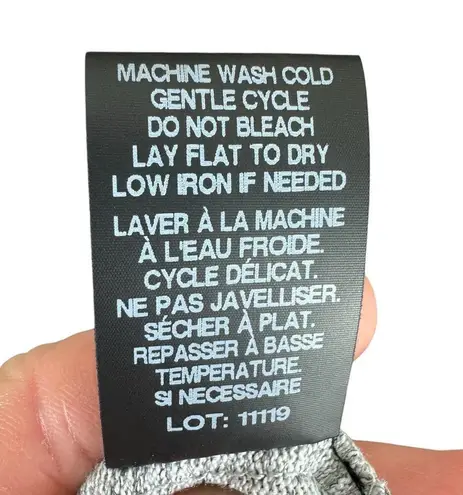 MACHINE WASH COLD
GENTLE CYCLE
DO NOT BLEACH
LAY FLAT TO DRY
LOW IRON IF NEEDED
LAVER À LA MACHINE
À L'EAU FROIDE.
CYCLE DÉLICAT.
NE PAS JAVELLISER.
SÉCHER À PLAT.
REPASSER À BASSE
TEMPERATURE.
SI NECESSAIRE
LOT: 11119